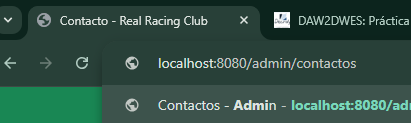 Contacto - Real Racing Club
DAW2DWES: Práctica
localhost:8080/admin/contactos
Contactos - Admin - localhost:8080/adm